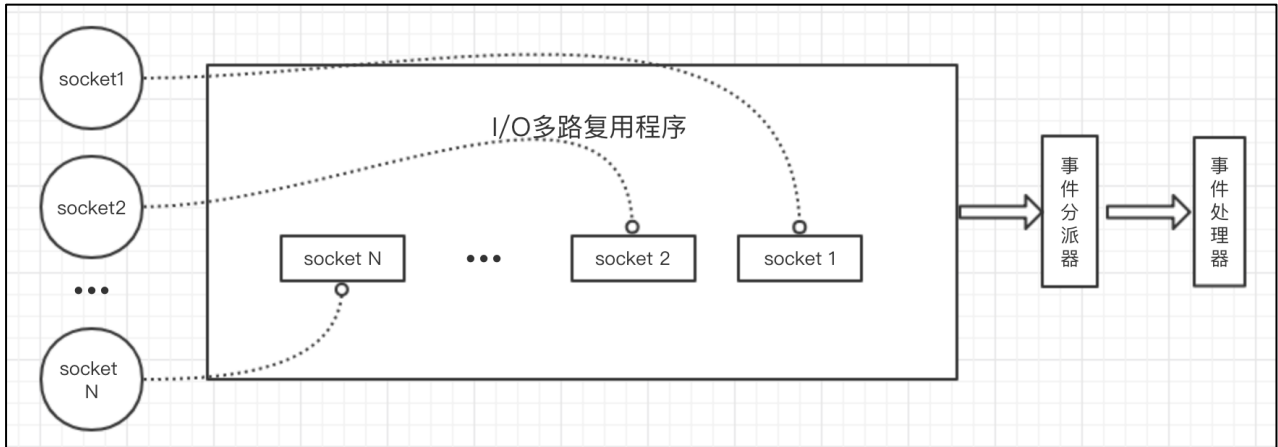 socket1
socket2
•••
socket
N
I/O多路复用程序
socket N
•••
socket 2
socket 1
事件分派器
事件处理器